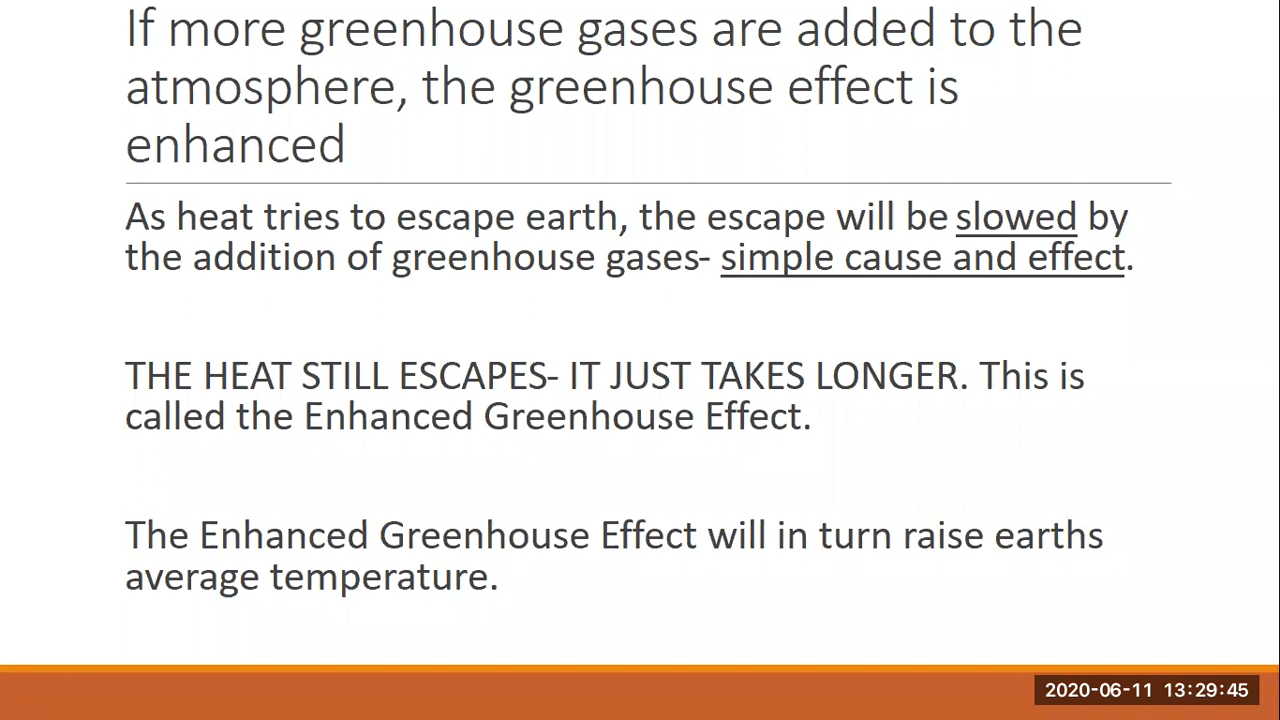 If more greenhouse gases are added to the
atmosphere, the greenhouse effect is
enhanced
As heat tries to escape earth, the escape will be slowed by
the addition of greenhouse gases- simple cause and effect.
THE HEAT STILL ESCAPES- IT JUST TAKES LONGER. This is
called the Enhanced Greenhouse Effect.
The Enhanced Greenhouse Effect will in turn raise earths
average temperature.
2020-06-11 13:29:45